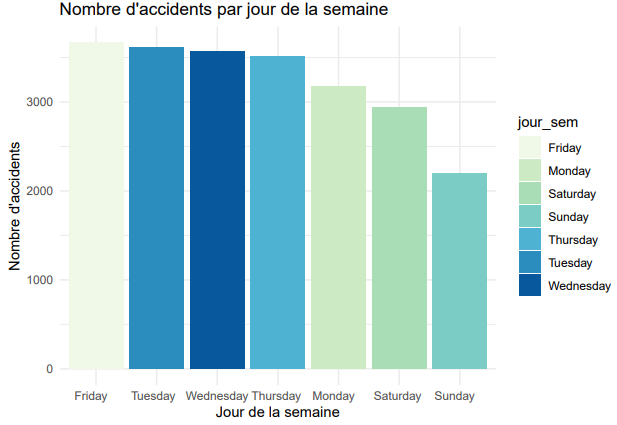 Nombre d'accidents par jour de la semaine
Nombre d'accidents
3000
2000
1000
0
Friday Tuesday Wednesday Thursday Monday Saturday Sunday
Jour de la semaine
jour_sem
Friday
Monday
Saturday
Sunday
Thursday
Tuesday
Wednesday